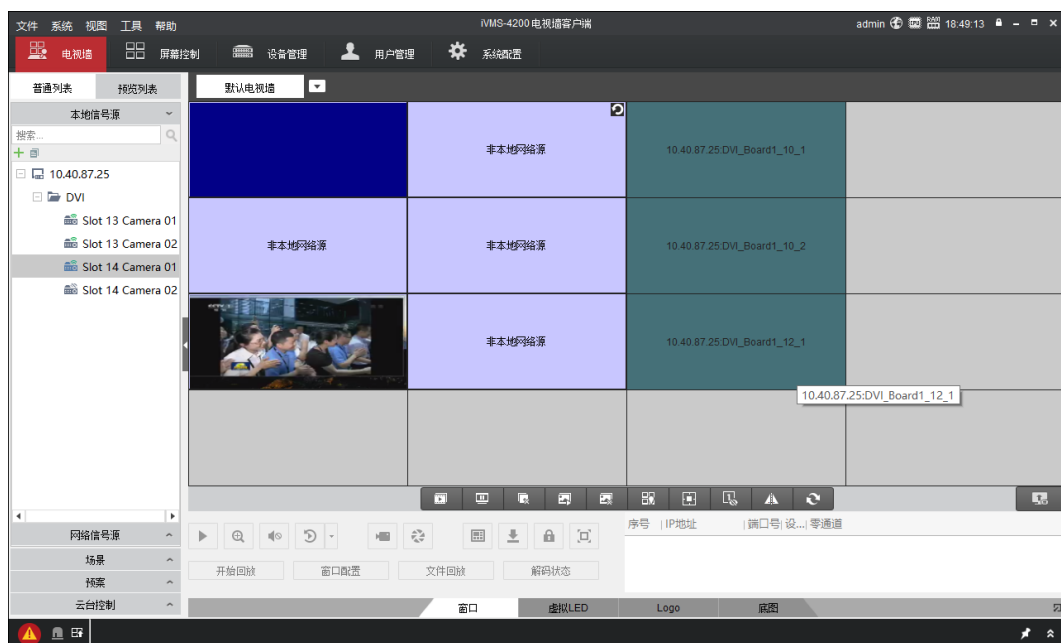 文件 系统 视图 工具 帮助
iVMS-4200 电视墙客户端
admin
18:49:13
电视墙 屏幕控制 设备管理 用户管理 系统配置
普通列表 预览列表
默认电视墙
本地信号源
搜索...
10.40.87.25
DVI
Slot 13 Camera 01
Slot 13 Camera 02
Slot 14 Camera 01
Slot 14 Camera 02
非本地网络源
10.40.87.25:DVI_Board1_10_1
非本地网络源
非本地网络源
10.40.87.25:DVI_Board1_10_2
非本地网络源
10.40.87.25:DVI_Board1_12_1
10.40.87.25:DVI_Board1_12_1
网络信号源
场景
预案
云台控制
开始回放 窗口配置 文件回放 解码状态
序号 IP地址 端口号 设... 零通道
窗口 虚拟LED Logo 底图